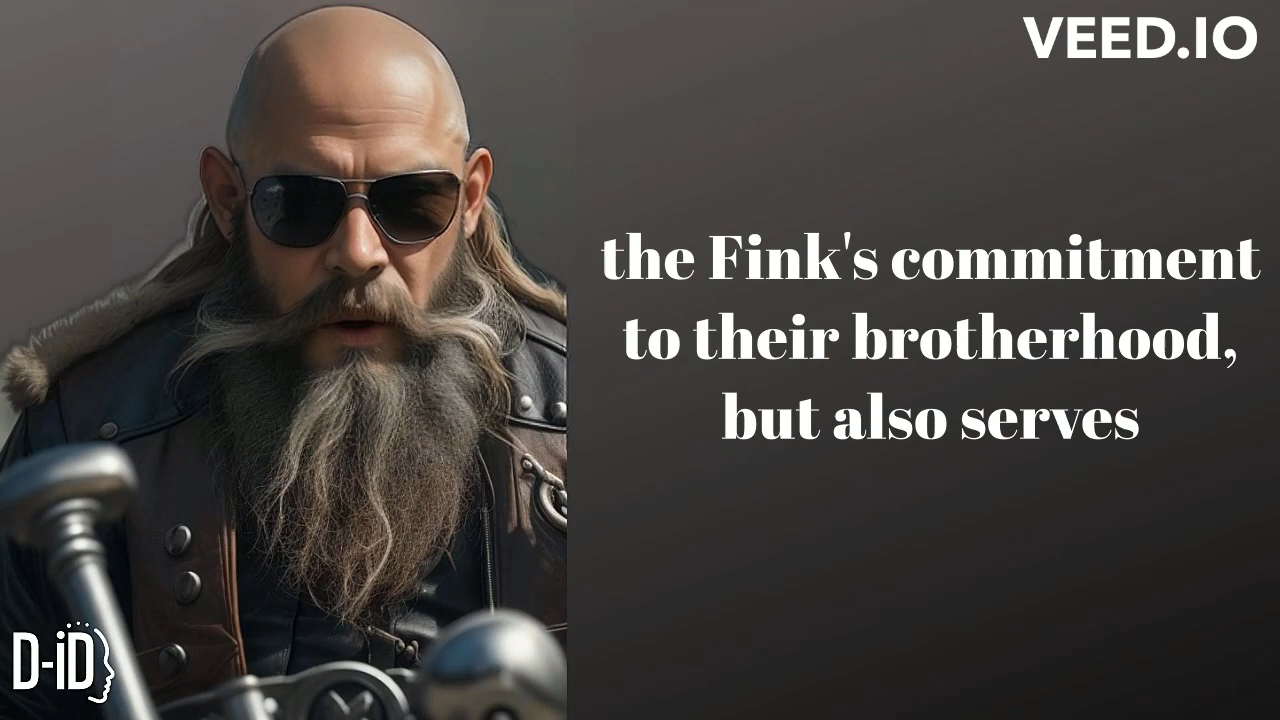 VEED.IO
the Fink's commitment
to their brotherhood,
but also serves
D-iD